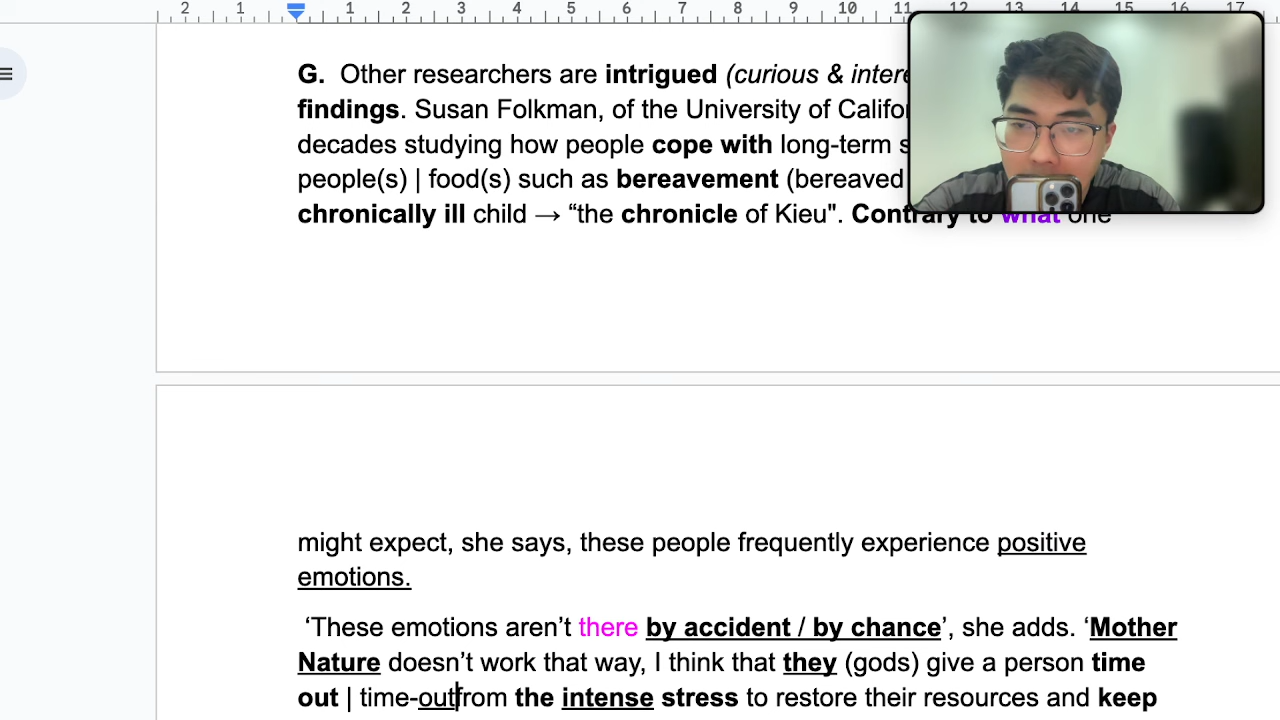 2 1 1 2 3 4 5 6 7 8 9 10 11 12 13 14 15 16 17
G. Other researchers are intrigued (curious &
findings. Susan Folkman, of the University of
decades studying how people cope with long-term
people(s) | food(s) such as bereavement (bereaved
chronically ill child → “the chronicle of Kieu". Contrary to what one
might expect, she says, these people frequently experience positive
emotions.
‘These emotions aren’t there by accident / by chance’, she adds. ‘Mother
Nature doesn’t work that way, I think that they (gods) give a person time
out | time-outfrom the intense stress to restore their resources and keep